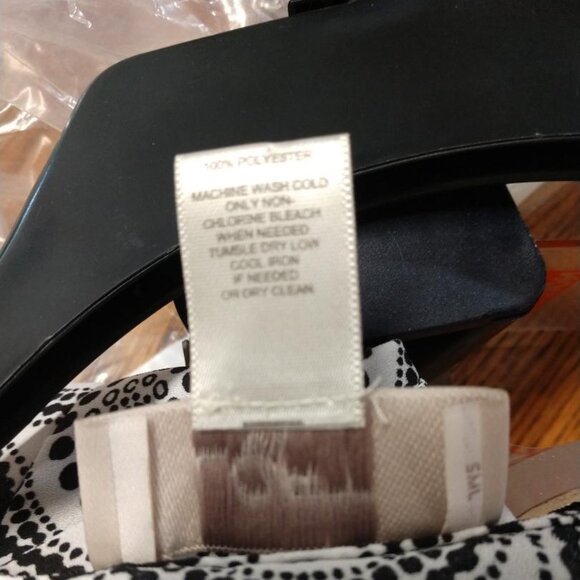 100% POLYESTER
MACHINE WASH COLD
ONLY NON-
CHLORINE BLEACH
WHEN NEEDED
TUMBLE DRY LOW
COOL IRON
IF NEEDED
OR DRY CLEAN.
SML